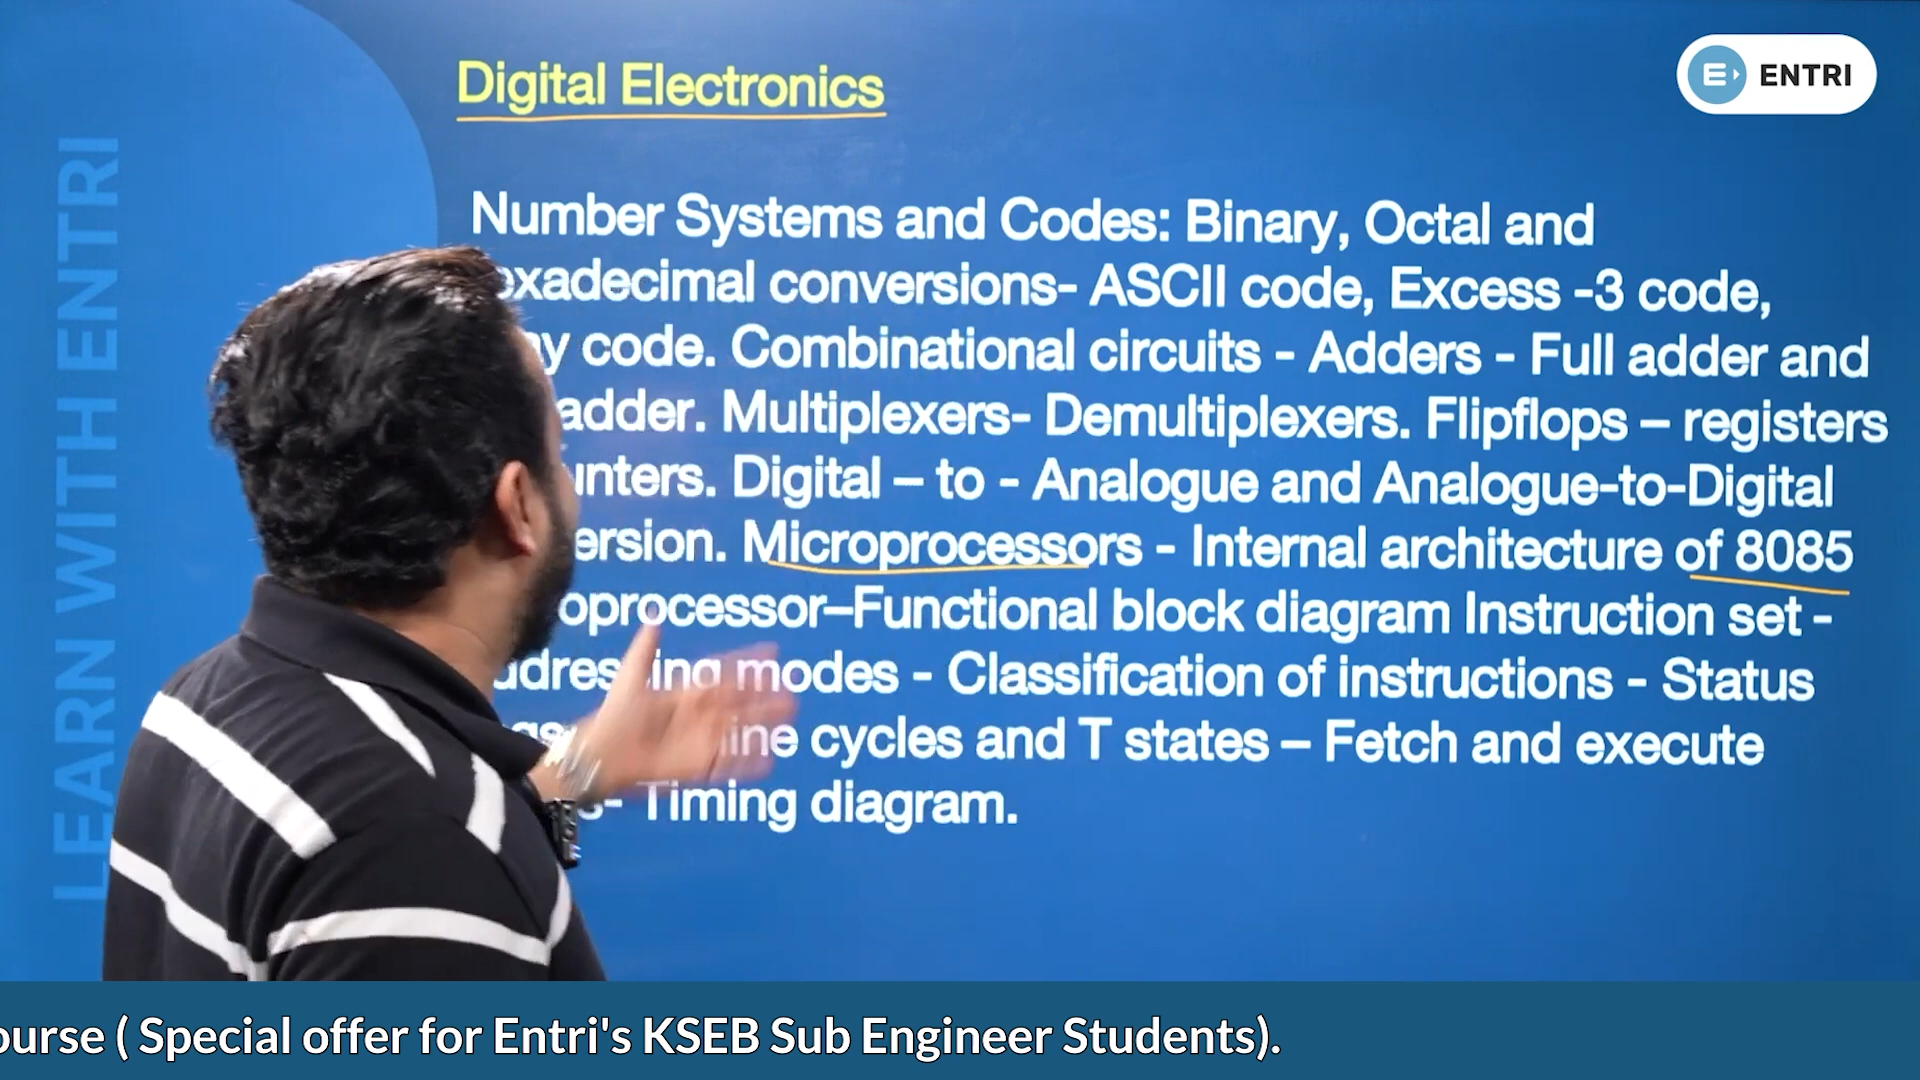 Digital Electronics
ENTRI
LEARN WITH ENTRI
Number Systems and Codes: Binary, Octal and
exadecimal conversions- ASCII code, Excess -3 code,
ay code. Combinational circuits - Adders - Full adder and
adder. Multiplexers- Demultiplexers. Flipflops – registers
unters. Digital – to - Analogue and Analogue-to-Digital
ersion. Microprocessors - Internal architecture of 8085
oprocessor–Functional block diagram Instruction set -
modes - Classification of instructions - Status
ine cycles and T states – Fetch and execute
Timing diagram.
ourse ( Special offer for Entri's KSEB Sub Engineer Students).